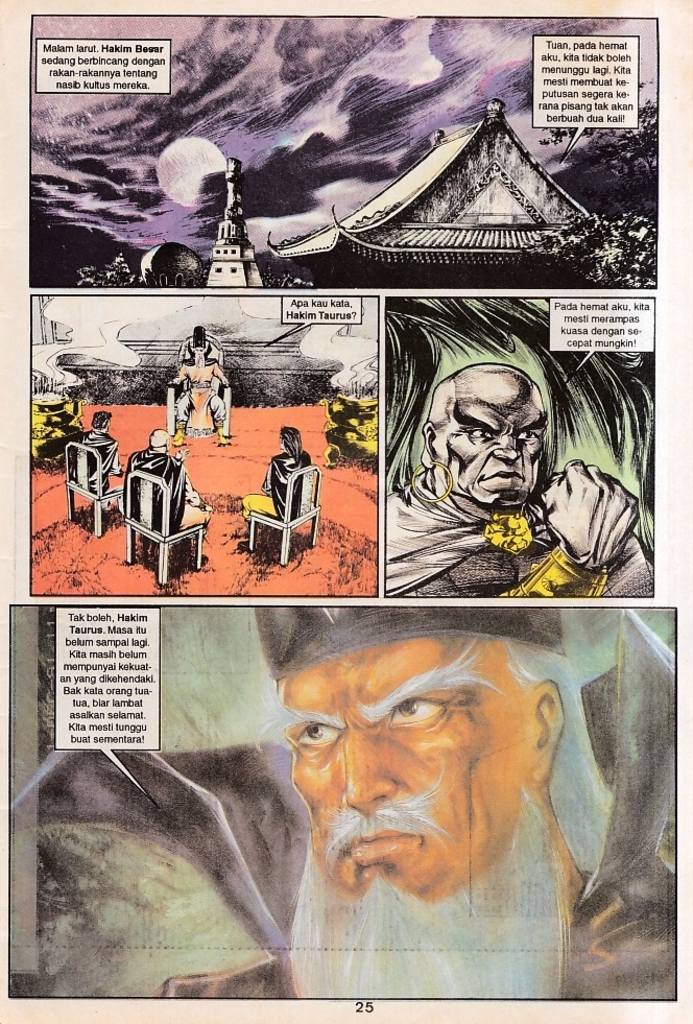 Malam larut. Hakim Besar
sedang berbincang dengan
rakan-rakannya tentang
nasib kultus mereka.
Tuan, pada hemat
aku, kita tidak boleh
menunggu lagi. Kita
mesti membuat ke-
putusan segera ke-
rana pisang tak akan
berbuah dua kali!
Apa kau kata,
Hakim Taurus?
Pada hemat aku, kita
mesti merampas
kuasa dengan se-
cepat mungkin!
Tak boleh, Hakim
Taurus. Masa itu
belum sampai lagi.
Kita masih belum
mempunyai kekuat-
an yang dikehendaki.
Bak kata orang tua-
tua, biar lambat
asalkan selamat.
Kita mesti tunggu
buat sementara!
25